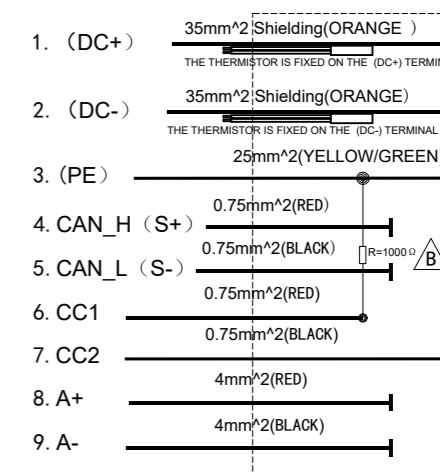 35mm^2 Shielding(ORANGE )
1. （DC+）
THE THERMISTOR IS FIXED ON THE (DC+) TERMIN
35mm^2 Shielding(ORANGE)
2. （DC-）
THE THERMISTOR IS FIXED ON THE (DC-) TERMINAL
25mm^2(YELLOW/GREEN)
3. (PE)
0.75mm^2(RED)
4. CAN_H（S+）
0.75mm^2(BLACK)
R=1000Ω
B
5. CAN_L（S-）
0.75mm^2(RED)
6. CC1
0.75mm^2(BLACK)
7. CC2
4mm^2(RED)
8. A+
4mm^2(BLACK)
9. A-